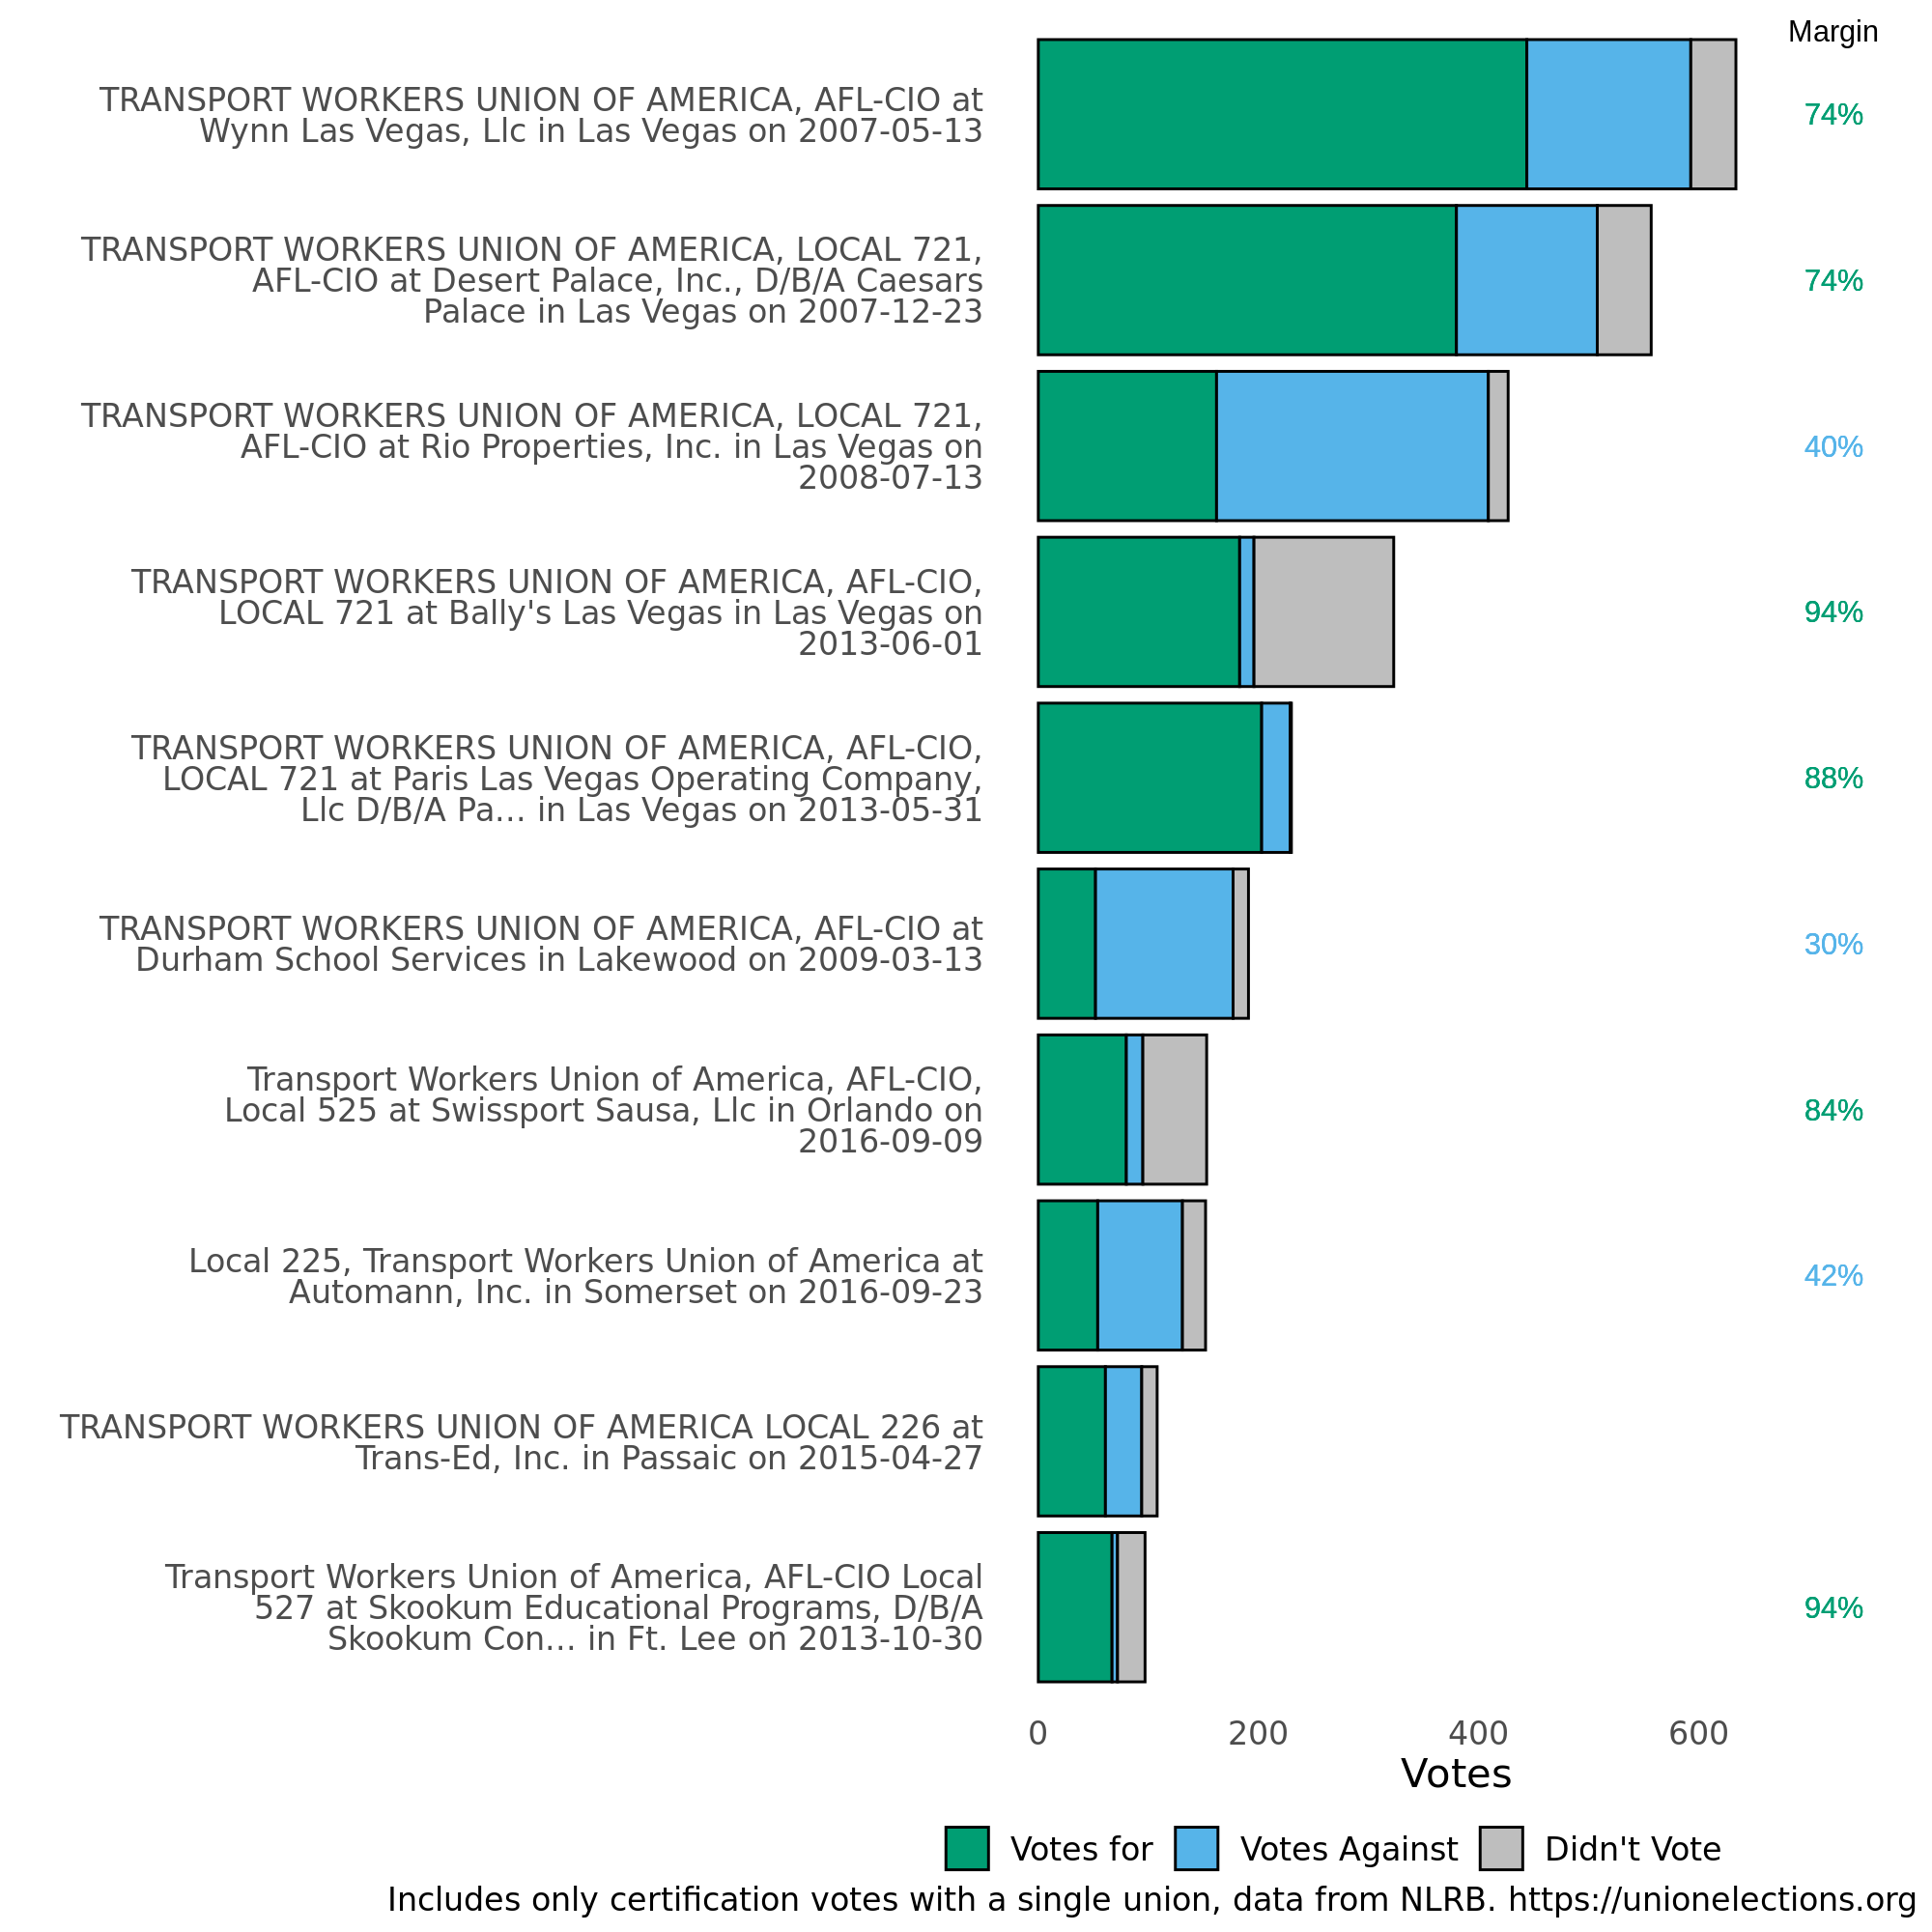 Margin
TRANSPORT WORKERS UNION OF AMERICA, AFL-CIO at
Wynn Las Vegas, Llc in Las Vegas on 2007-05-13
74%
TRANSPORT WORKERS UNION OF AMERICA, LOCAL 721,
AFL-CIO at Desert Palace, Inc., D/B/A Caesars
Palace in Las Vegas on 2007-12-23
74%
TRANSPORT WORKERS UNION OF AMERICA, LOCAL 721,
AFL-CIO at Rio Properties, Inc. in Las Vegas on
2008-07-13
40%
TRANSPORT WORKERS UNION OF AMERICA, AFL-CIO,
LOCAL 721 at Bally's Las Vegas in Las Vegas on
2013-06-01
94%
TRANSPORT WORKERS UNION OF AMERICA, AFL-CIO,
LOCAL 721 at Paris Las Vegas Operating Company,
Llc D/B/A Pa... in Las Vegas on 2013-05-31
88%
TRANSPORT WORKERS UNION OF AMERICA, AFL-CIO at
Durham School Services in Lakewood on 2009-03-13
30%
Transport Workers Union of America, AFL-CIO,
Local 525 at Swissport Sausa, Llc in Orlando on
2016-09-09
84%
Local 225, Transport Workers Union of America at
Automann, Inc. in Somerset on 2016-09-23
42%
TRANSPORT WORKERS UNION OF AMERICA LOCAL 226 at
Trans-Ed, Inc. in Passaic on 2015-04-27
Transport Workers Union of America, AFL-CIO Local
527 at Skookum Educational Programs, D/B/A
Skookum Con... in Ft. Lee on 2013-10-30
94%
0 200 400 600
Votes
Votes for Votes Against Didn't Vote
Includes only certification votes with a single union, data from NLRB. https://unionelections.org